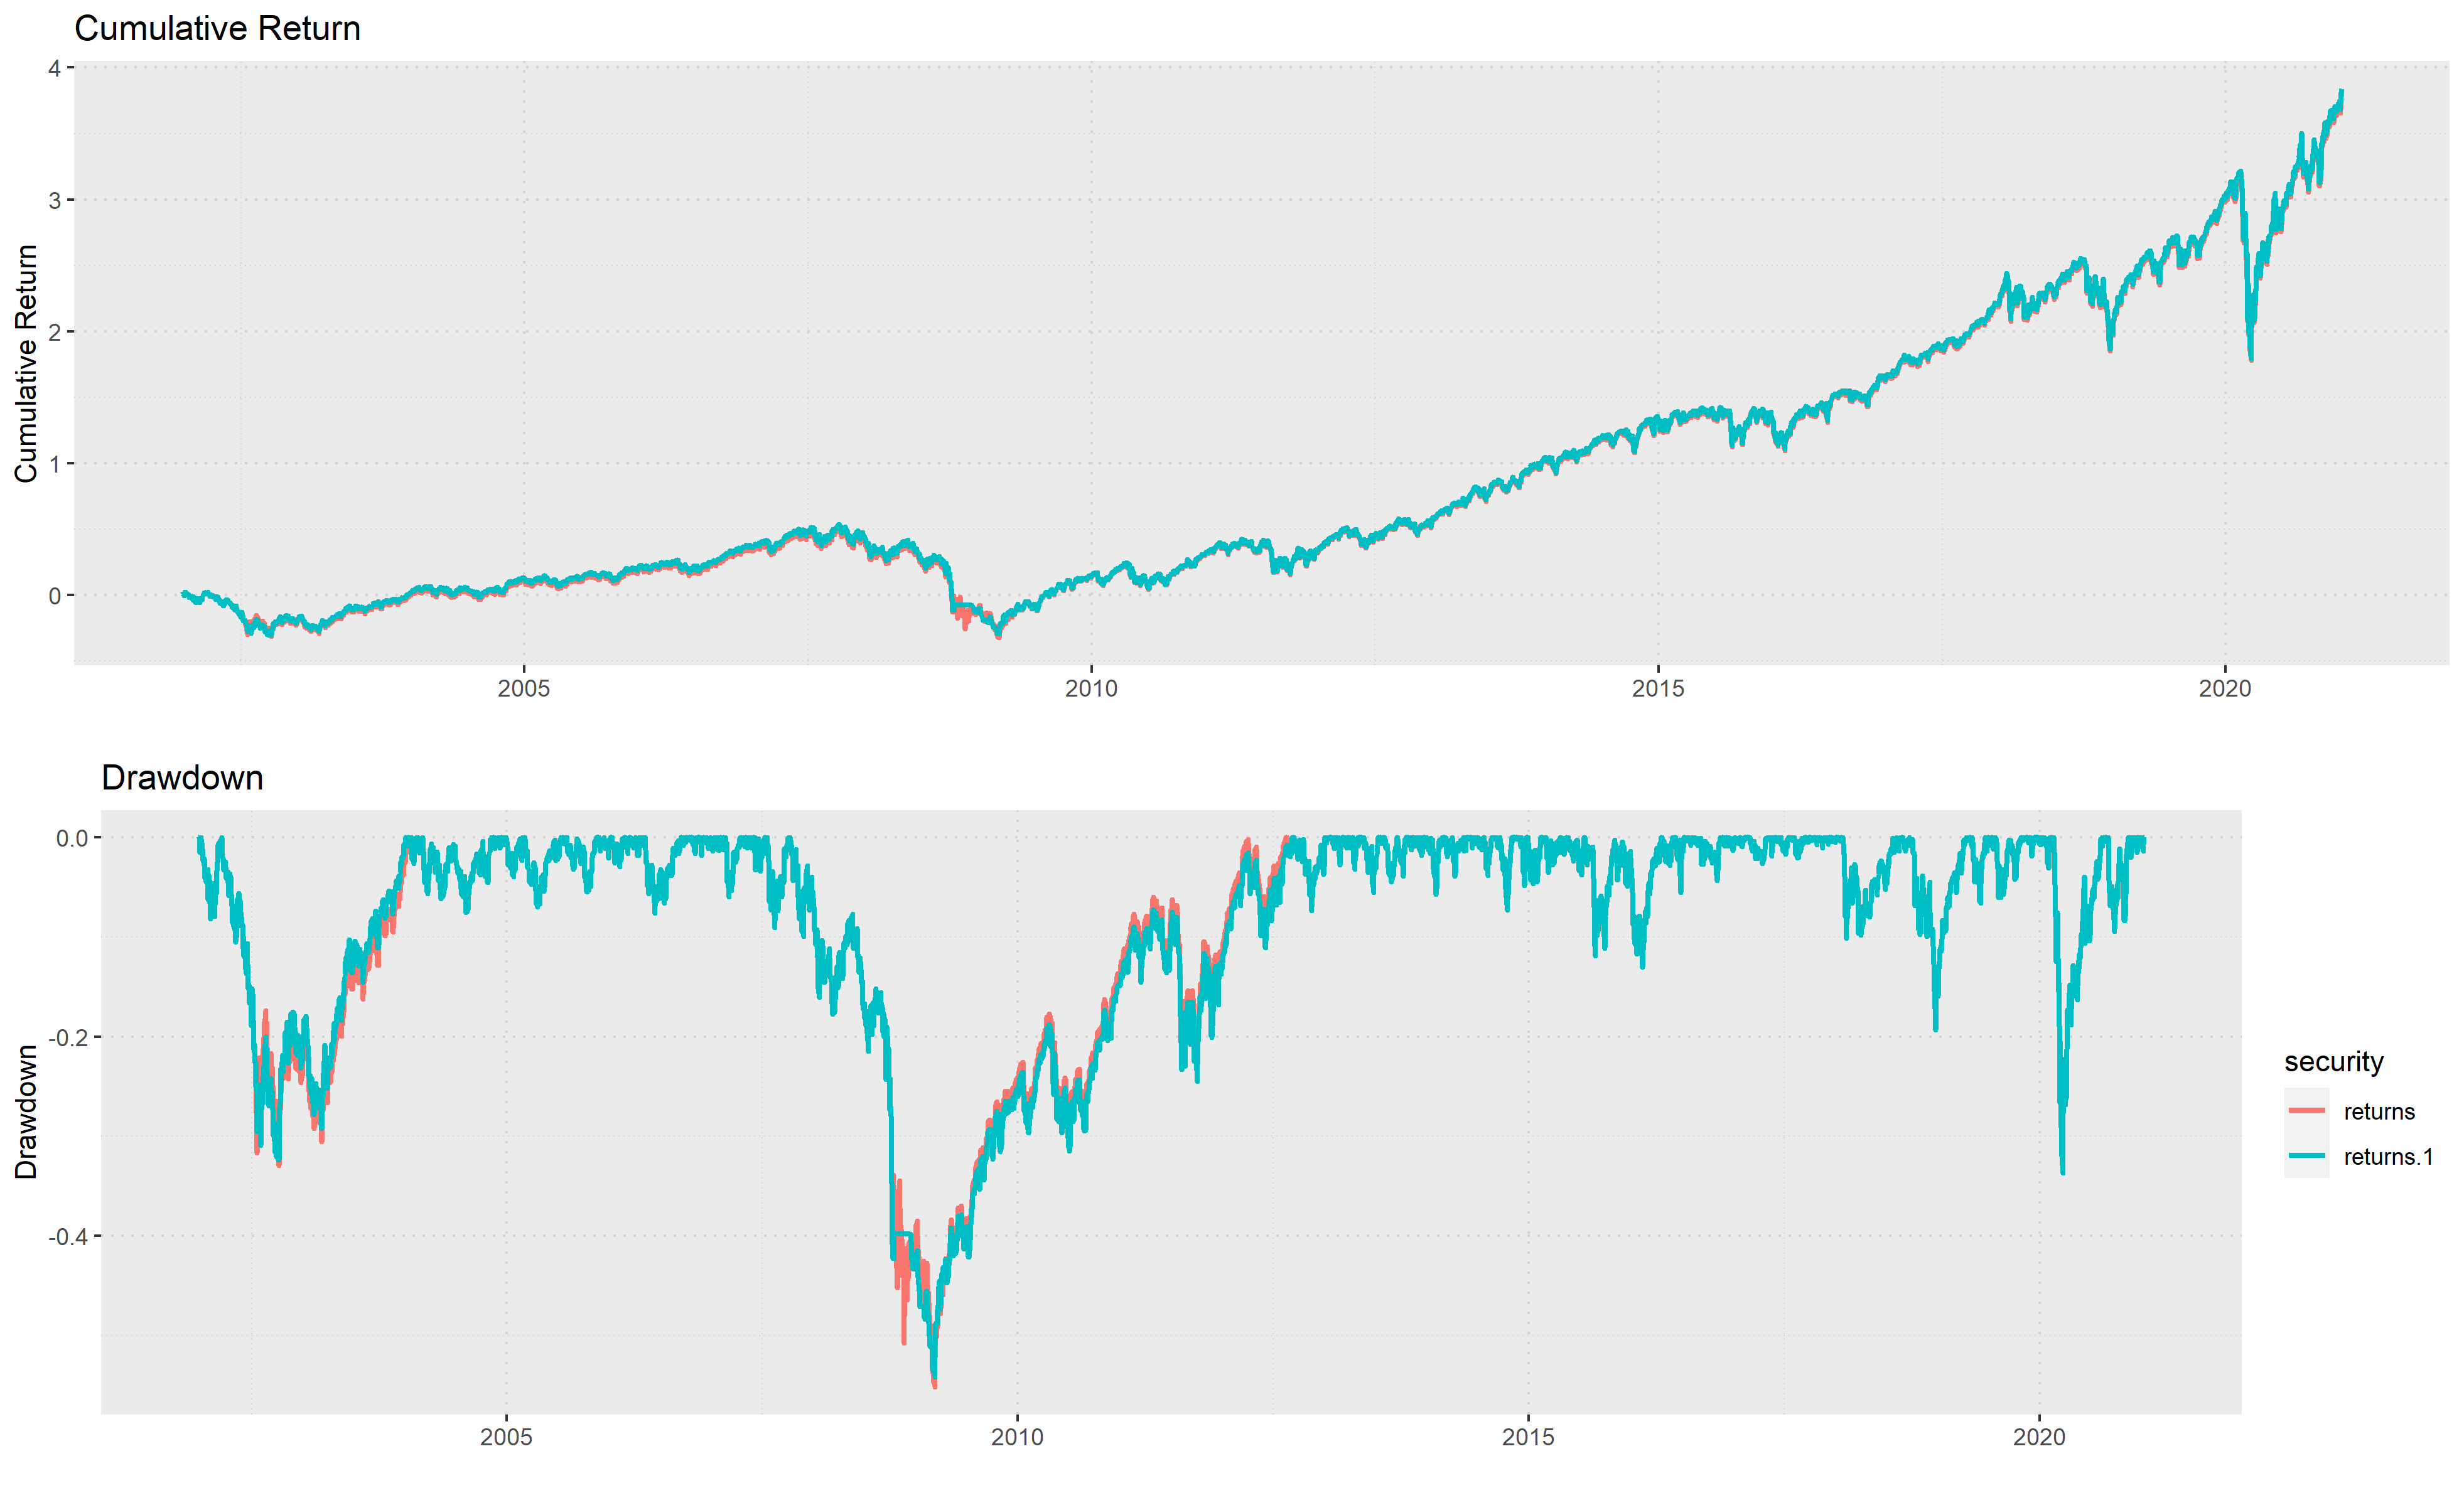 Cumulative Return
4
3
2
1
0
Cumulative Return
2005 2010 2015 2020
Drawdown
0.0
-0.2
-0.4
Drawdown
2005 2010 2015 2020
security
returns
returns.1